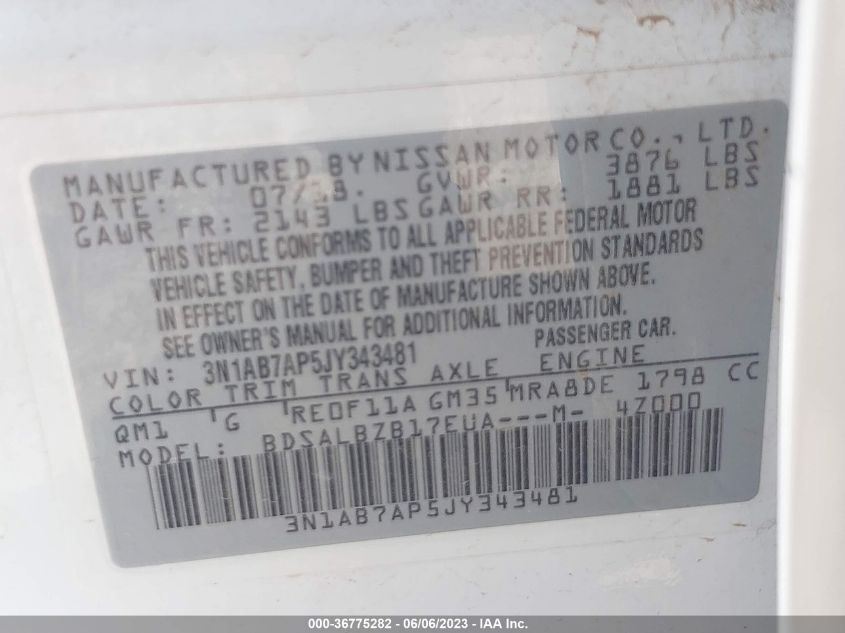 MANUFACTURED BY NISSAN MOTOR CO., LTD.
DATE: 07/18. GVWR: 3876 LBS
GAWR FR: 2143 LBS GAWR RR: 1881 LBS
THIS VEHICLE CONFORMS TO ALL APPLICABLE FEDERAL MOTOR
VEHICLE SAFETY, BUMPER AND THEFT PREVENTION STANDARDS
IN EFFECT ON THE DATE OF MANUFACTURE SHOWN ABOVE.
SEE OWNER'S MANUAL FOR ADDITIONAL INFORMATION.
VIN: 3N1AB7AP5JY343481 PASSENGER CAR.
COLOR TRIM TRANS AXLE ENGINE
QM1 G RE0F11A GM35 MRA8DE 1798 CC
MODEL: BDSALBZB17EUA---M- 4Z000
3N1AB7AP5JY343481
000-36775282 - 06/06/2023 - IAA Inc.